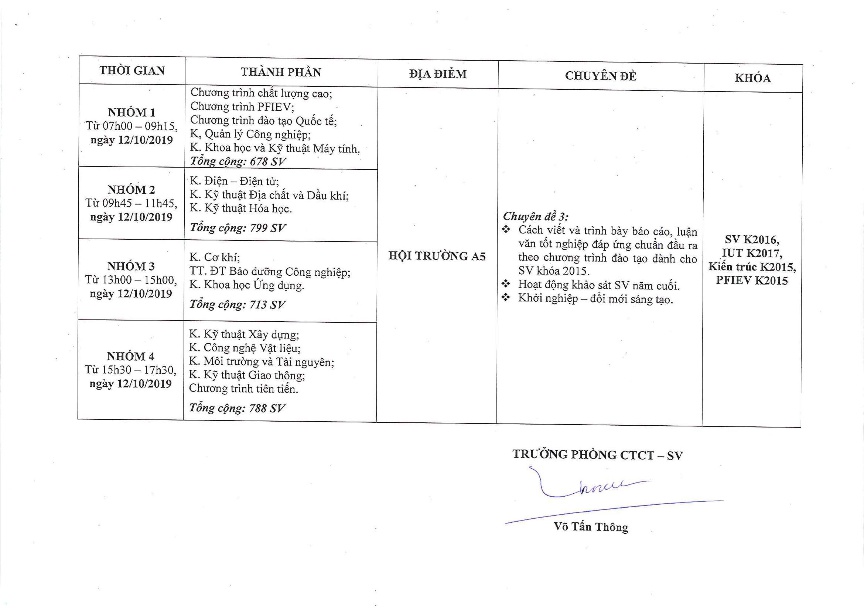 THỜI GIAN
THÀNH PHẦN
ĐỊA ĐIỂM
CHUYÊN ĐỀ
KHÓA
NHÓM 1
Từ 07h00 – 09h15,
ngày 12/10/2019
Chương trình chất lượng cao;
Chương trình PFIEV;
Chương trình đào tạo Quốc tế;
K, Quản lý Công nghiệp;
K. Khoa học và Kỹ thuật Máy tính.
Tổng cộng: 678 SV
NHÓM 2
Từ 09h45 – 11h45,
ngày 12/10/2019
K. Điện – Điện tử;
K. Kỹ thuật Địa chất và Dầu khí;
K. Kỹ thuật Hóa học.
Tổng cộng: 799 SV
NHÓM 3
Từ 13h00 – 15h00,
ngày 12/10/2019
K. Cơ khí;
TT. ĐT Bảo dưỡng Công nghiệp;
K. Khoa học Ứng dụng.
Tổng cộng: 713 SV
NHÓM 4
Từ 15h30 – 17h30,
ngày 12/10/2019
K. Kỹ thuật Xây dựng;
K. Công nghệ Vật liệu;
K. Môi trường và Tài nguyên;
K. Kỹ thuật Giao thông;
Chương trình tiên tiến.
Tổng cộng: 788 SV
HỘI TRƯỜNG A5
Chuyên đề 3:
❖ Cách viết và trình bày báo cáo, luận
văn tốt nghiệp đáp ứng chuẩn đầu ra
theo chương trình đào tạo dành cho
SV khóa 2015.
❖ Hoạt động khảo sát SV năm cuối.
❖ Khởi nghiệp – đổi mới sáng tạo.
SV K2016,
IUT K2017,
Kiến trúc K2015,
PFIEV K2015
TRƯỞNG PHÒNG CTCT – SV
Võ Tấn Thông